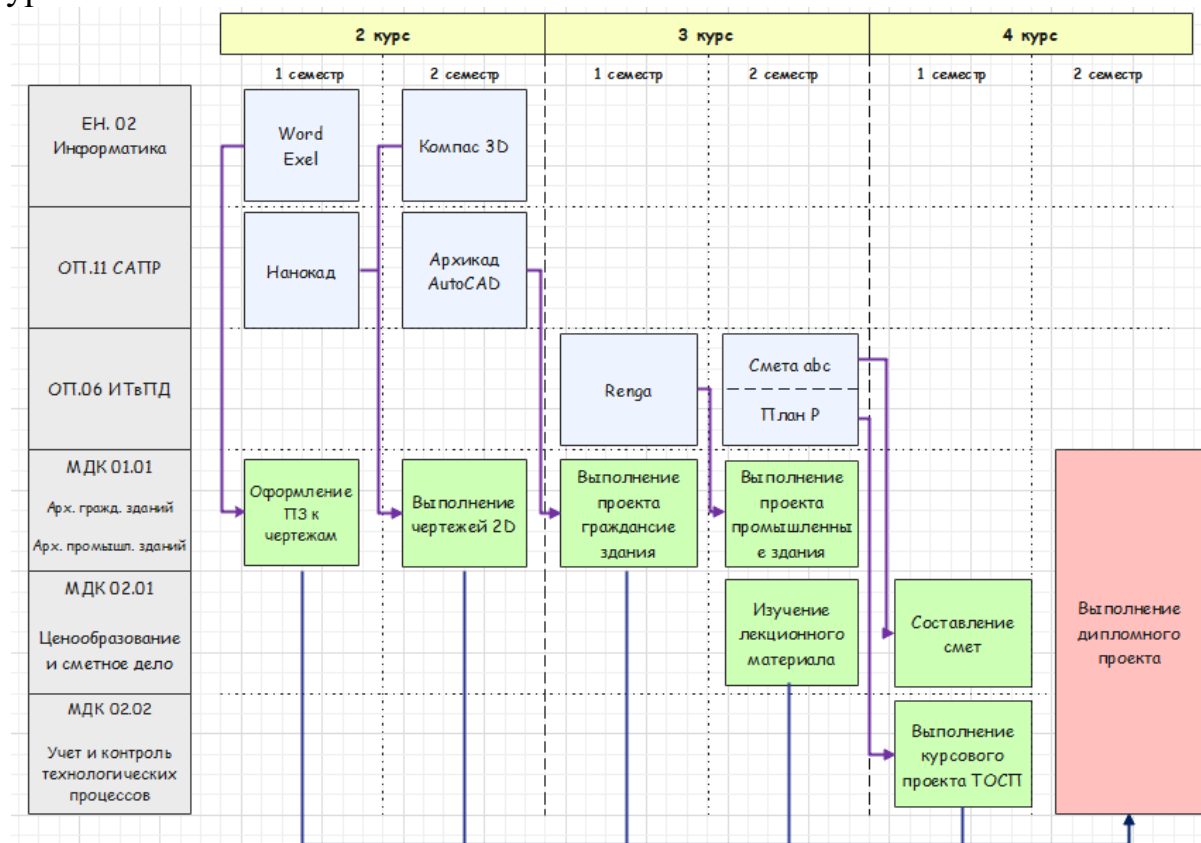 2 курс
3 курс
4 курс
1 семестр
2 семестр
1 семестр
2 семестр
1 семестр
2 семестр
ЕН. 02
Информатика
Word
Exel
Компас 3D
ОП.11 САПР
Нанокад
Архикад
AutoCAD
ОП.06 ИТвПД
Renga
Смета abc
План Р
МДК 01.01
Арх. гражд. зданий
Арх. промышл. зданий
Оформление
ПЗ к
чертежам
Выполнение
чертежей 2D
Выполнение
проекта
граждансие
здания
Выполнение
проекта
промышленны
е здания
МДК 02.01
Ценообразование
и сметное дело
Изучение
лекционного
материала
Составление
смет
Выполнение
дипломного
проекта
МДК 02.02
Учет и контроль
технологических
процессов
Выполнение
курсового
проекта ТОСП